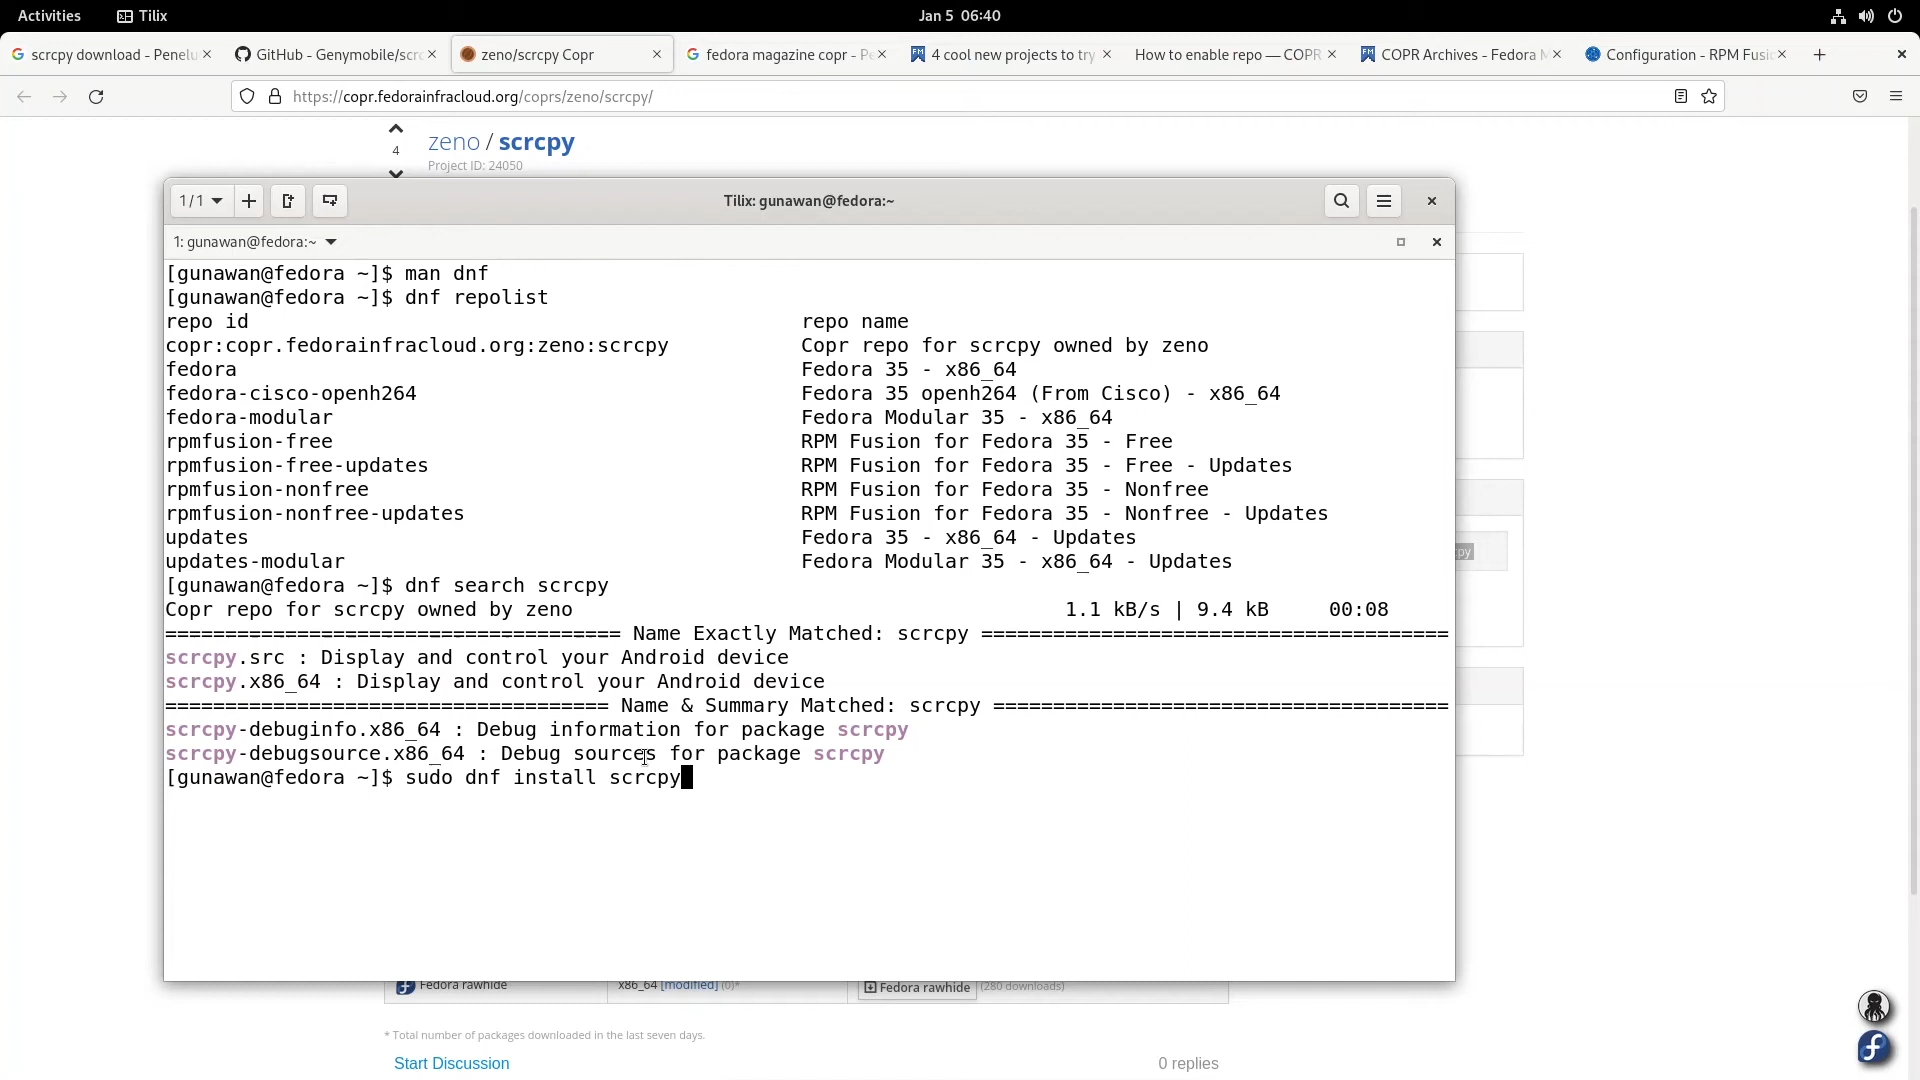 Activities Tilix Jan 5 06:40
scrcpy download - Penelu GitHub - Genymobile/scrc zeno/scrcpy Copr fedora magazine copr - Pe 4 cool new projects to try How to enable repo — COPR COPR Archives - Fedora M Configuration - RPM Fusio
https://copr.fedorainfracloud.org/coprs/zeno/scrcpy/
4 zeno / scrcpy
Project ID: 24050
1/1 Tilix: gunawan@fedora:~
1: gunawan@fedora:~
[gunawan@fedora ~]$ man dnf
[gunawan@fedora ~]$ dnf repolist
repo id repo name
copr:copr.fedorainfracloud.org:zeno:scrcpy Copr repo for scrcpy owned by zeno
fedora Fedora 35 - x86_64
fedora-cisco-openh264 Fedora 35 openh264 (From Cisco) - x86_64
fedora-modular Fedora Modular 35 - x86_64
rpmfusion-free RPM Fusion for Fedora 35 - Free
rpmfusion-free-updates RPM Fusion for Fedora 35 - Free - Updates
rpmfusion-nonfree RPM Fusion for Fedora 35 - Nonfree
rpmfusion-nonfree-updates RPM Fusion for Fedora 35 - Nonfree - Updates
updates Fedora 35 - x86_64 - Updates
updates-modular Fedora Modular 35 - x86_64 - Updates
[gunawan@fedora ~]$ dnf search scrcpy
Copr repo for scrcpy owned by zeno 1.1 kB/s | 9.4 kB 00:08
====================================== Name Exactly Matched: scrcpy =======================================
scrcpy.src : Display and control your Android device
scrcpy.x86_64 : Display and control your Android device
===================================== Name & Summary Matched: scrcpy ======================================
scrcpy-debuginfo.x86_64 : Debug information for package scrcpy
scrcpy-debugsource.x86_64 : Debug sources for package scrcpy
[gunawan@fedora ~]$ sudo dnf install scrcpy
Fedora rawhide x86_64 [modified] (0)* Fedora rawhide (280 downloads)
* Total number of packages downloaded in the last seven days.
Start Discussion 0 replies